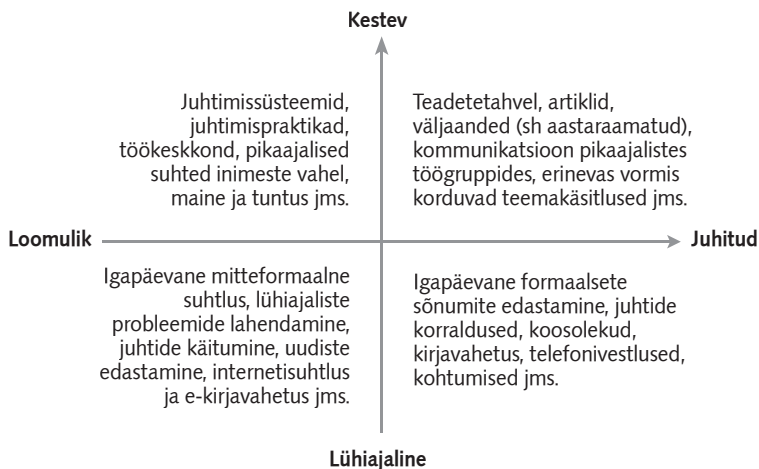 Kestev
Juhtimissüsteemid,
juhtimispraktikad,
töökeskkond, pikaajalised
suhted inimeste vahel,
maine ja tuntus jms.
Teadetetahvel, artiklid,
väljaanded (sh aastaraamatud),
kommunikatsioon pikaajalistes
töögruppides, erinevas vormis
korduvad teemakäsitlused jms.
Loomulik
Juhitud
Igapäevane mitteformaalne
suhtlus, lühiajaliste
probleemide lahendamine,
juhtide käitumine, uudiste
edastamine, internetisuhtlus
ja e-kirjavahetus jms.
Igapäevane formaalsete
sõnumite edastamine, juhtide
korraldused, koosolekud,
kirjavahetus, telefonivestlused,
kohtumised jms.
Lühiajaline